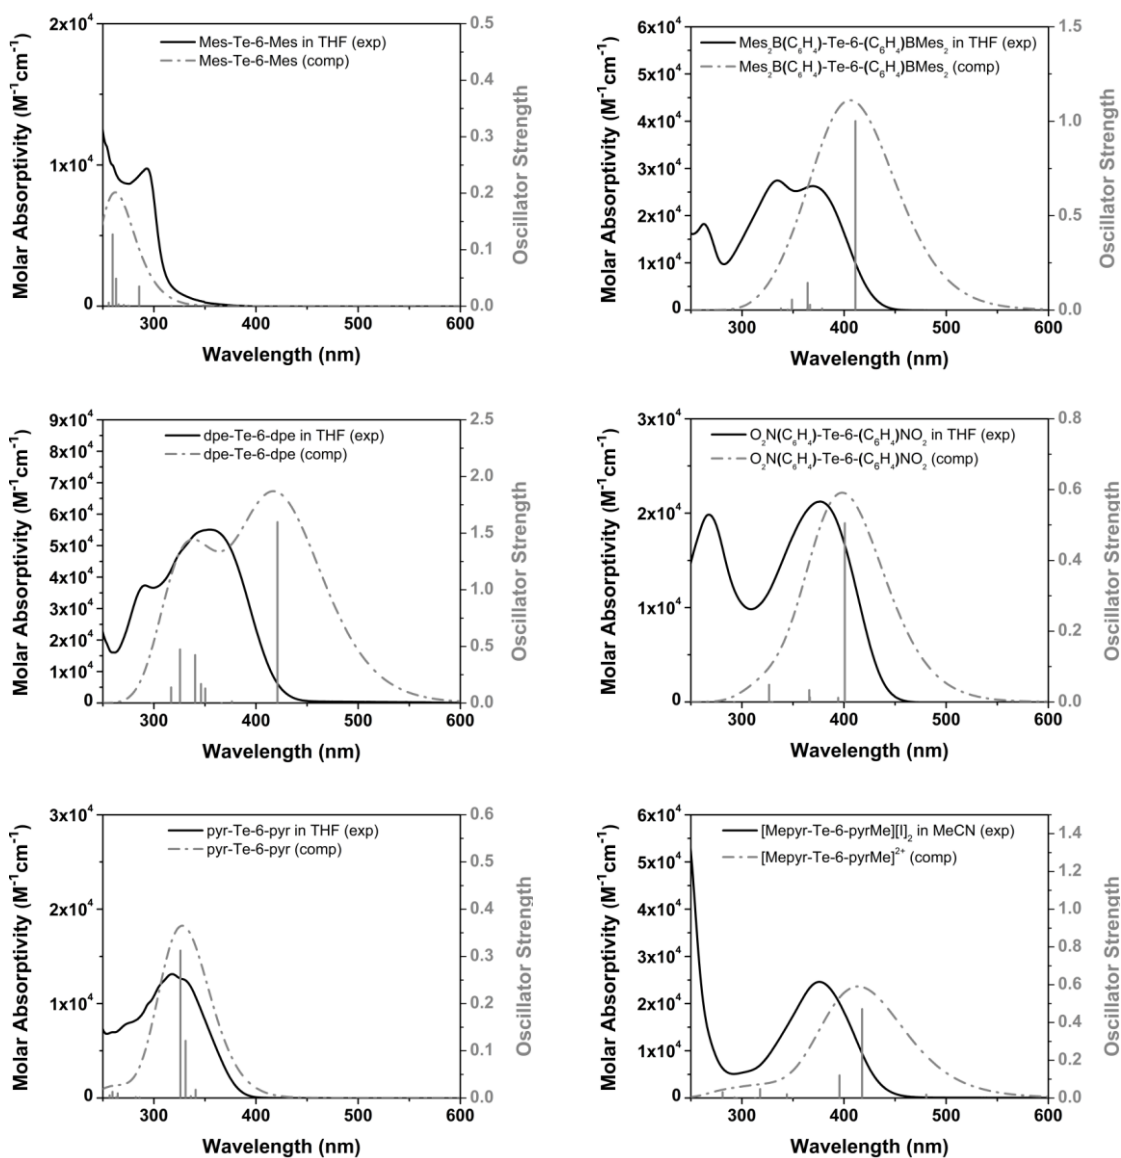 Mes-Te-6-Mes in THF (exp)
Mes-Te-6-Mes (comp)
2x10⁴
1x10⁴
0
Molar Absorptivity (M⁻¹cm⁻¹)
0.5
0.4
0.3
0.2
0.1
0.0
Oscillator Strength
300 400 500 600
Wavelength (nm)
Mes₂B(C₆H₄)-Te-6-(C₆H₄)BMes₂ in THF (exp)
Mes₂B(C₆H₄)-Te-6-(C₆H₄)BMes₂ (comp)
6x10⁴
5x10⁴
4x10⁴
3x10⁴
2x10⁴
1x10⁴
0
Molar Absorptivity (M⁻¹cm⁻¹)
1.5
1.0
0.5
0.0
Oscillator Strength
300 400 500 600
Wavelength (nm)
dpe-Te-6-dpe in THF (exp)
dpe-Te-6-dpe (comp)
9x10⁴
8x10⁴
7x10⁴
6x10⁴
5x10⁴
4x10⁴
3x10⁴
2x10⁴
1x10⁴
0
Molar Absorptivity (M⁻¹cm⁻¹)
2.5
2.0
1.5
1.0
0.5
0.0
Oscillator Strength
300 400 500 600
Wavelength (nm)
O₂N(C₆H₄)-Te-6-(C₆H₄)NO₂ in THF (exp)
O₂N(C₆H₄)-Te-6-(C₆H₄)NO₂ (comp)
3x10⁴
2x10⁴
1x10⁴
0
Molar Absorptivity (M⁻¹cm⁻¹)
0.8
0.6
0.4
0.2
0.0
Oscillator Strength
300 400 500 600
Wavelength (nm)
pyr-Te-6-pyr in THF (exp)
pyr-Te-6-pyr (comp)
3x10⁴
2x10⁴
1x10⁴
0
Molar Absorptivity (M⁻¹cm⁻¹)
0.6
0.5
0.4
0.3
0.2
0.1
0.0
Oscillator Strength
300 400 500 600
Wavelength (nm)
[Mepyr-Te-6-pyrMe][I]₂ in MeCN (exp)
[Mepyr-Te-6-pyrMe]²⁺ (comp)
6x10⁴
5x10⁴
4x10⁴
3x10⁴
2x10⁴
1x10⁴
0
Molar Absorptivity (M⁻¹cm⁻¹)
1.4
1.2
1.0
0.8
0.6
0.4
0.2
0.0
Oscillator Strength
300 400 500 600
Wavelength (nm)